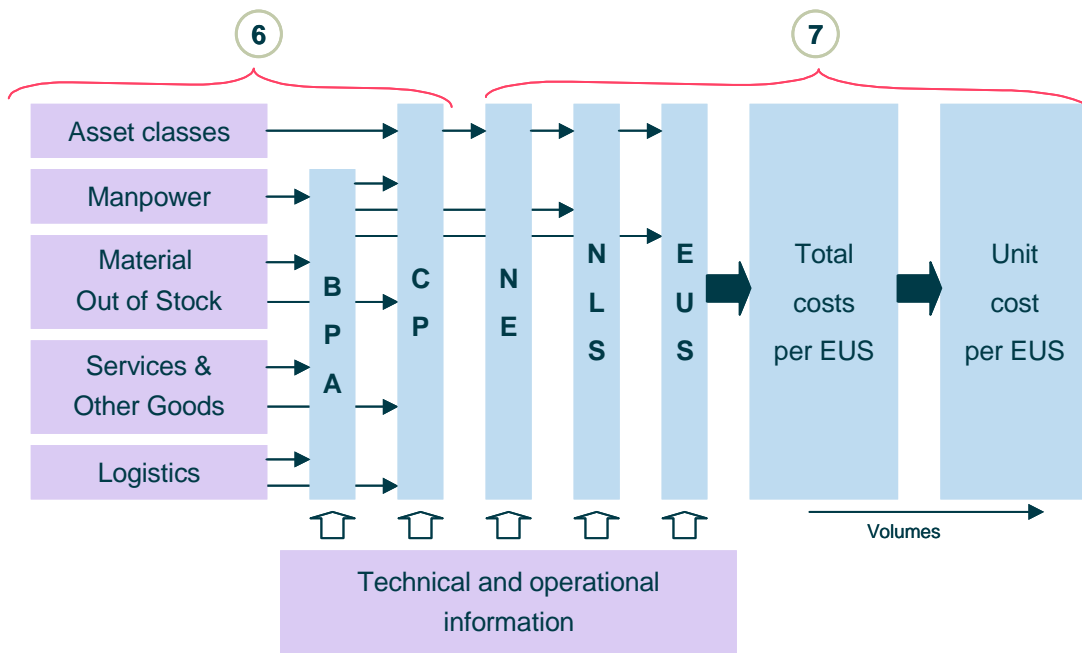 6
7
Asset classes
Manpower
Material
Out of Stock
Services &
Other Goods
Logistics
B
P
A
C
P
N
E
N
L
S
E
U
S
Total
costs
per EUS
Unit
cost
per EUS
Volumes
Technical and operational
information